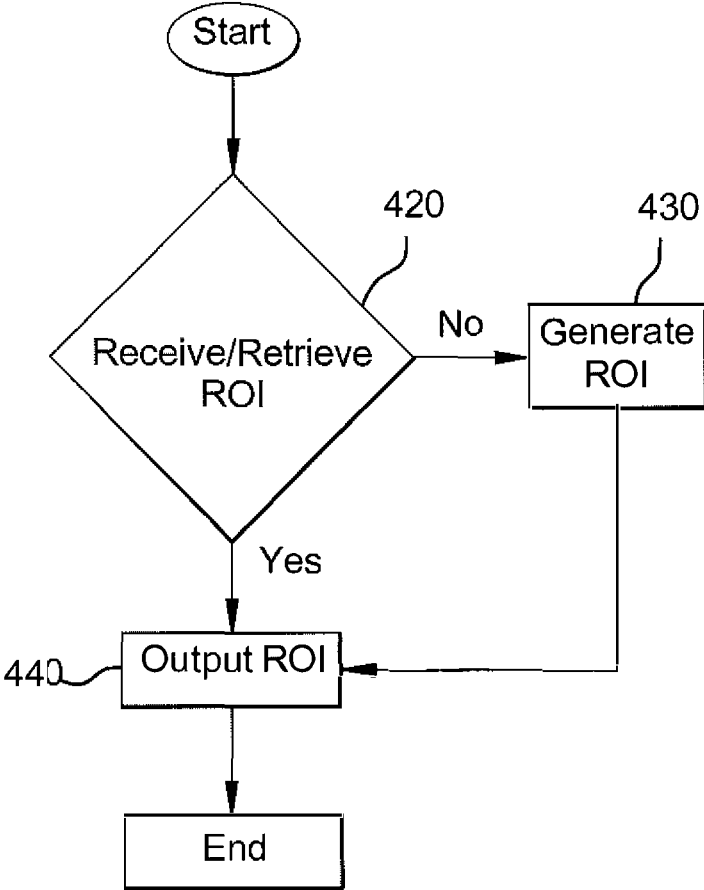 Start
420
430
No
Generate
ROI
Receive/Retrieve
ROI
Yes
440
Output ROI
End